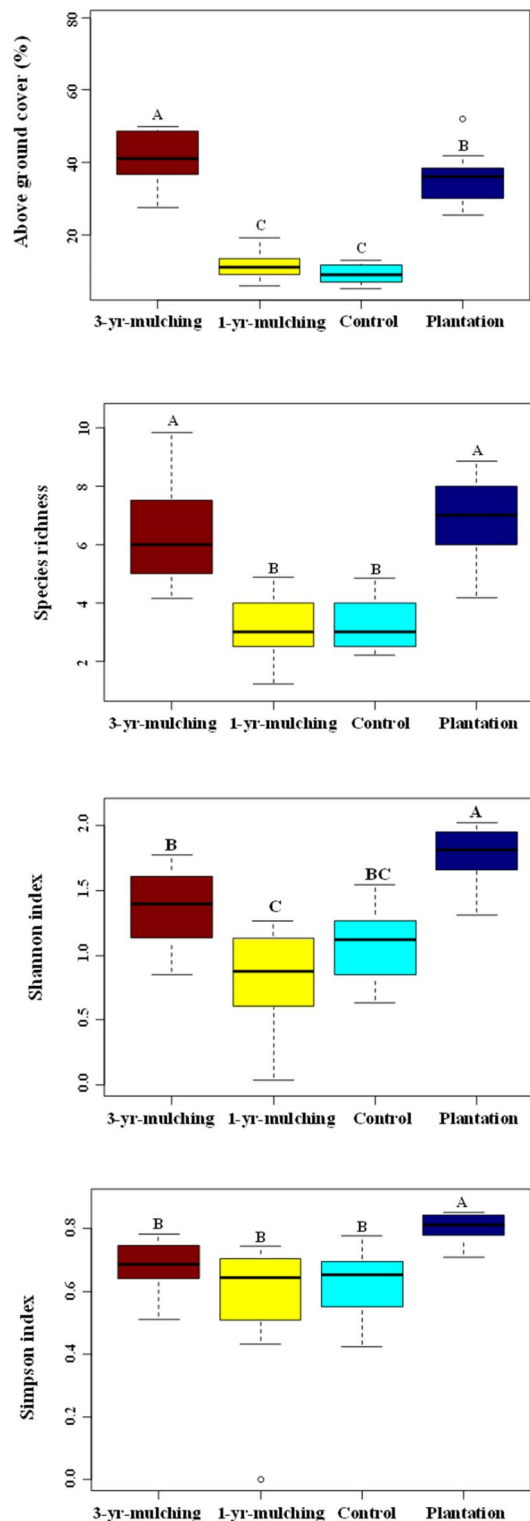 Above ground cover (%)
80
60
40
20
A
C
C
B
3-yr-mulching 1-yr-mulching Control Plantation
Species richness
10
8
6
4
2
A
B
B
A
3-yr-mulching 1-yr-mulching Control Plantation
Shannon index
2.0
1.5
1.0
0.5
0.0
B
C
BC
A
3-yr-mulching 1-yr-mulching Control Plantation
Simpson index
0.8
0.6
0.4
0.2
0.0
B
B
B
A
3-yr-mulching 1-yr-mulching Control Plantation